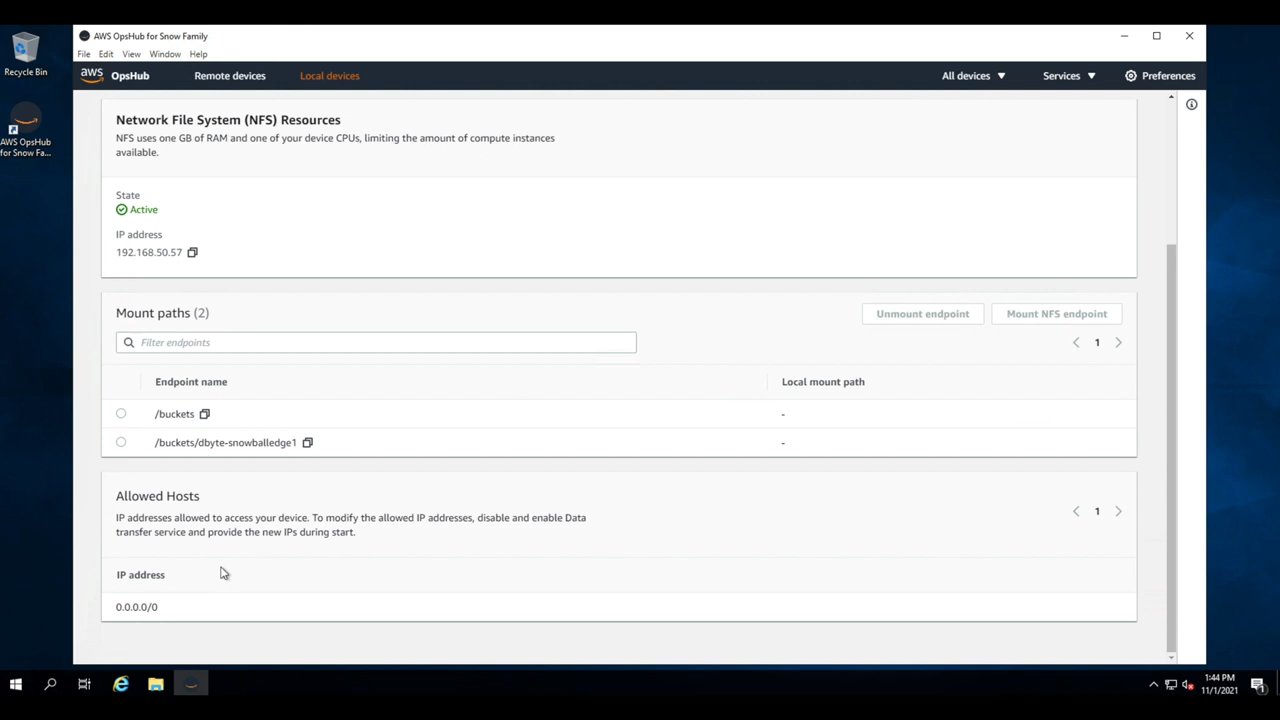 AWS OpsHub for Snow Family
Recycle Bin
File Edit View Window Help
aws OpsHub Remote devices Local devices All devices Services Preferences
AWS OpsHub
for Snow Fa...
Network File System (NFS) Resources
NFS uses one GB of RAM and one of your device CPUs, limiting the amount of compute instances
available.
State
Active
IP address
192.168.50.57
Mount paths (2) Unmount endpoint Mount NFS endpoint
Filter endpoints 1
Endpoint name Local mount path
/buckets -
/buckets/dbyte-snowballedge1 -
Allowed Hosts
IP addresses allowed to access your device. To modify the allowed IP addresses, disable and enable Data 1
transfer service and provide the new IPs during start.
IP address
0.0.0.0/0
1:44 PM
11/1/2021
1